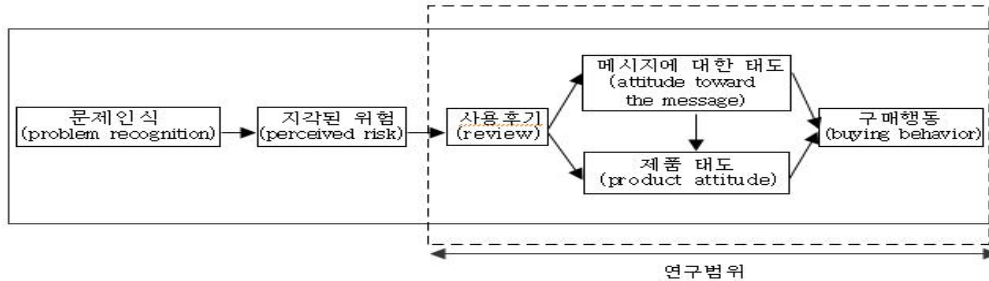 문제인식
(problem recognition)
지각된 위험
(perceived risk)
사용후기
(review)
메시지에 대한 태도
(attitude toward
the message)
제품 태도
(product attitude)
구매행동
(buying behavior)
연구범위